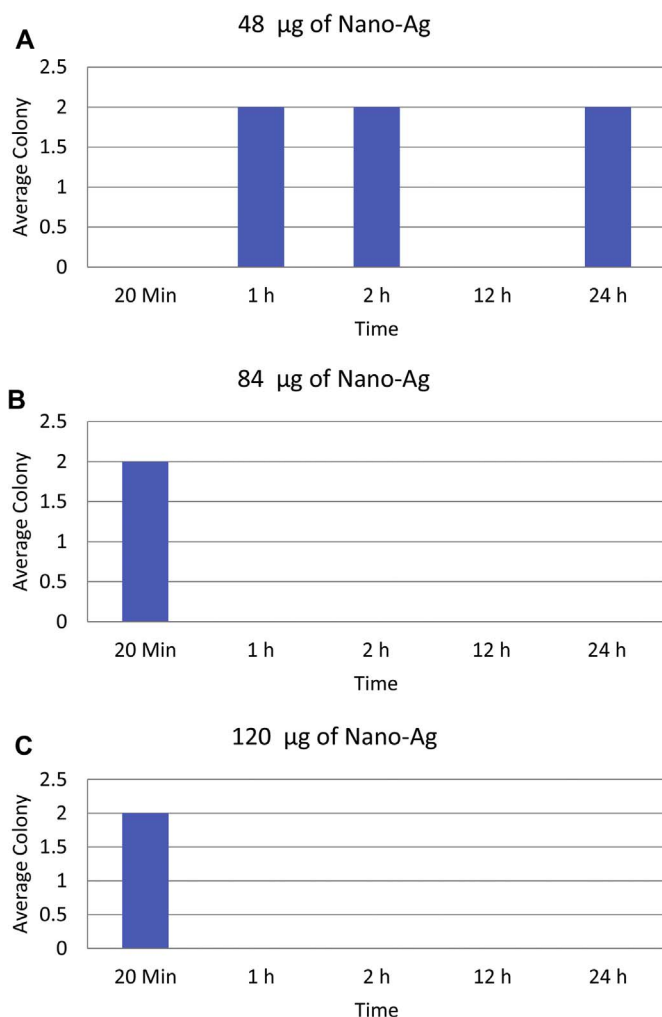 A
48 µg of Nano-Ag
2.5
2
1.5
1
0.5
0
Average Colony
20 Min 1 h 2 h 12 h 24 h
Time
B
84 µg of Nano-Ag
2.5
2
1.5
1
0.5
0
Average Colony
20 Min 1 h 2 h 12 h 24 h
Time
C
120 µg of Nano-Ag
2.5
2
1.5
1
0.5
0
Average Colony
20 Min 1 h 2 h 12 h 24 h
Time